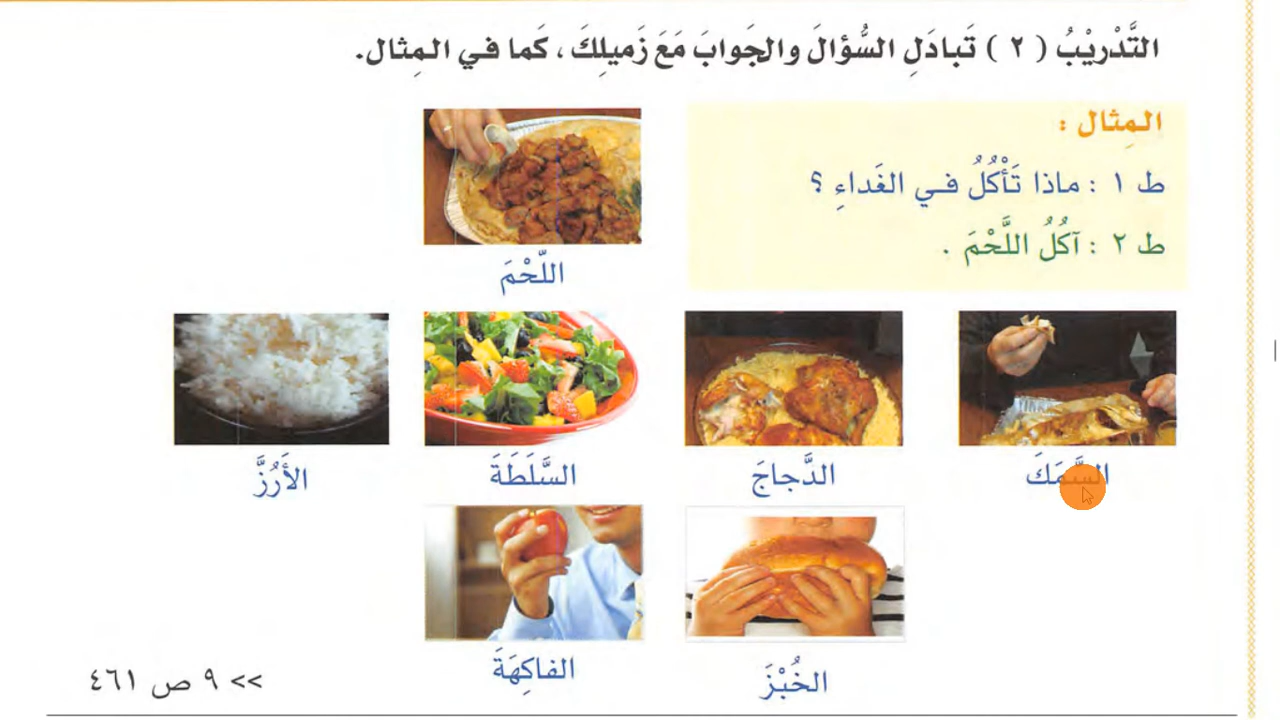 التَّدْرِيْبُ ( ٢ ) تَبادَلِ السُّؤالَ والجَوابَ مَعَ زَميلِكَ ، كَما في المِثال.
المِثال :
ط ١ : ماذا تَأْكُلُ في الغَداءِ ؟
ط ٢ : آكُلُ اللَّحْمَ .
اللَّحْمَ
السَّمَكَ
الدَّجاجَ
السَّلَطَةَ
الأَرُزَّ
الخُبْزَ
الفاكِهَةَ
>> ٩ ص ٤٦١